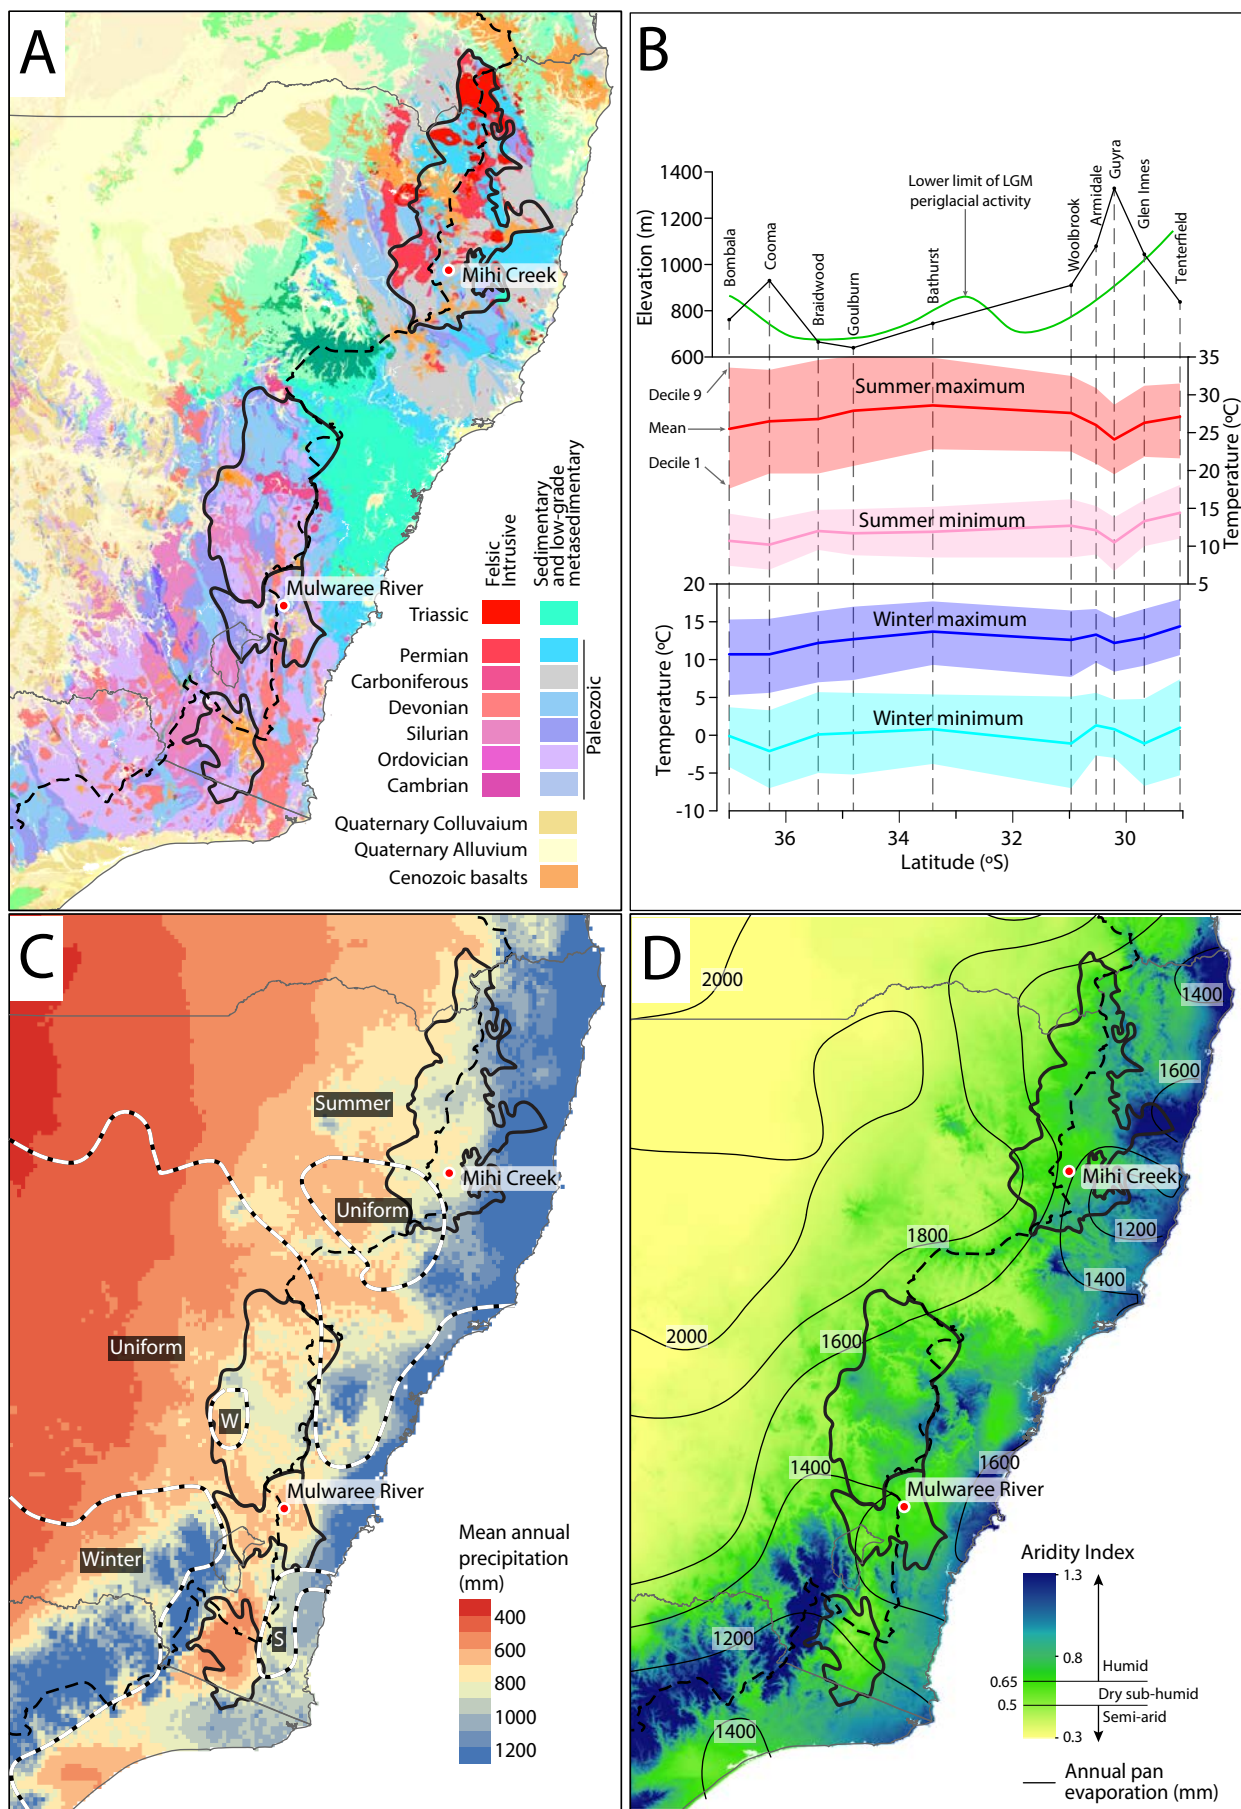 A
Mihi Creek
Mulwaree River
Felsic
Intrusive
Sedimentary
and low-grade
metasedimentary
Triassic
Permian
Carboniferous
Devonian
Silurian
Ordovician
Cambrian
Paleozoic
Quaternary Colluvaium
Quaternary Alluvium
Cenozoic basalts
B
Elevation (m)
1400
1200
1000
800
600
Lower limit of LGM
periglacial activity
Bombala
Cooma
Braidwood
Goulburn
Bathurst
Woolbrook
Armidale
Guyra
Glen Innes
Tenterfield
Decile 9
Mean
Decile 1
Summer maximum
Summer minimum
35
30
25
20
15
10
5
Temperature (ºC)
Winter maximum
Winter minimum
20
15
10
5
0
-5
-10
Temperature (ºC)
36
34
32
30
Latitude (ºS)
C
Summer
Mihi Creek
Uniform
Uniform
W
Mulwaree River
Winter
S
Mean annual
precipitation
(mm)
400
600
800
1000
1200
D
2000
1400
1600
Mihi Creek
1200
1800
1400
2000
1600
1400
1600
Mulwaree River
1200
1400
Aridity Index
1.3
0.8
0.65
0.5
0.3
Humid
Dry sub-humid
Semi-arid
Annual pan
evaporation (mm)